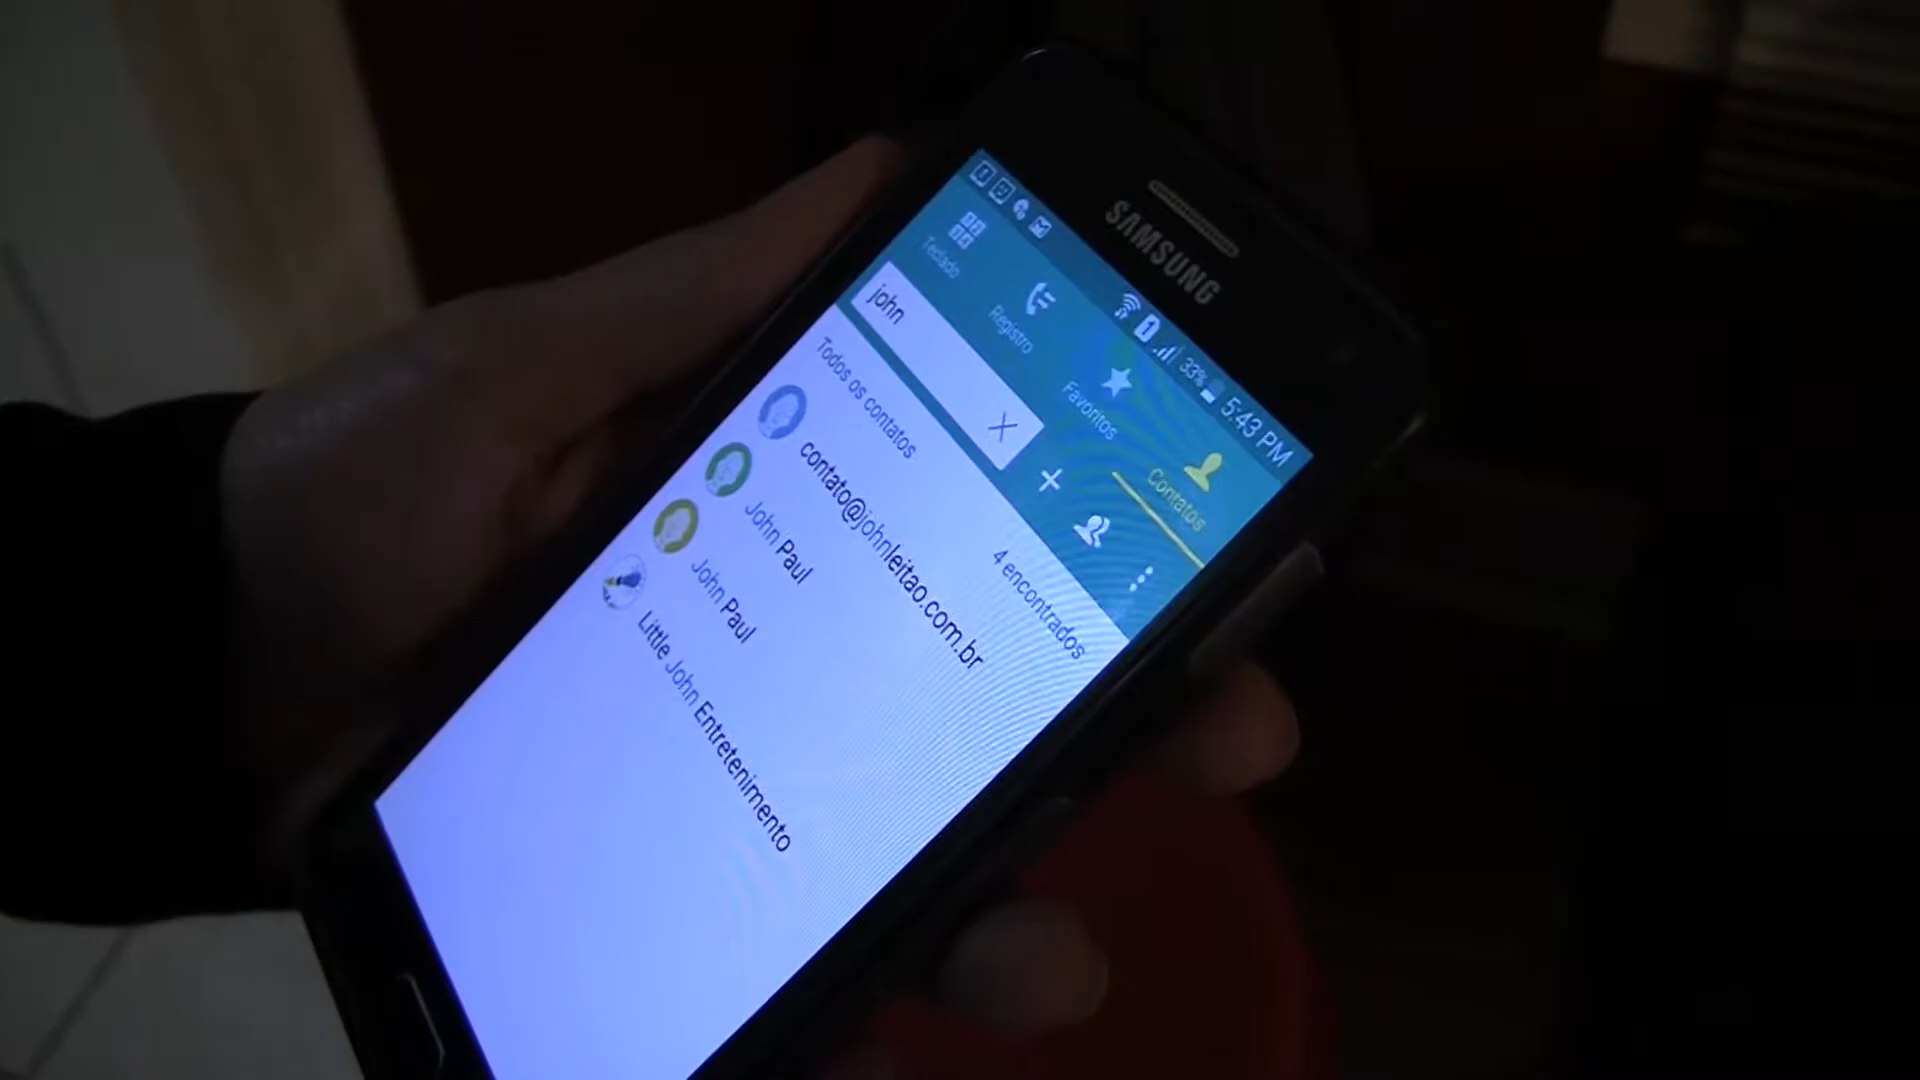 SAMSUNG
1 33% 5:43 PM
Teclado
Registro
Favoritos
Contatos
john
Todos os contatos
4 encontrados
contato@johnleitao.com.br
John Paul
John Paul
Little John Entretenimento